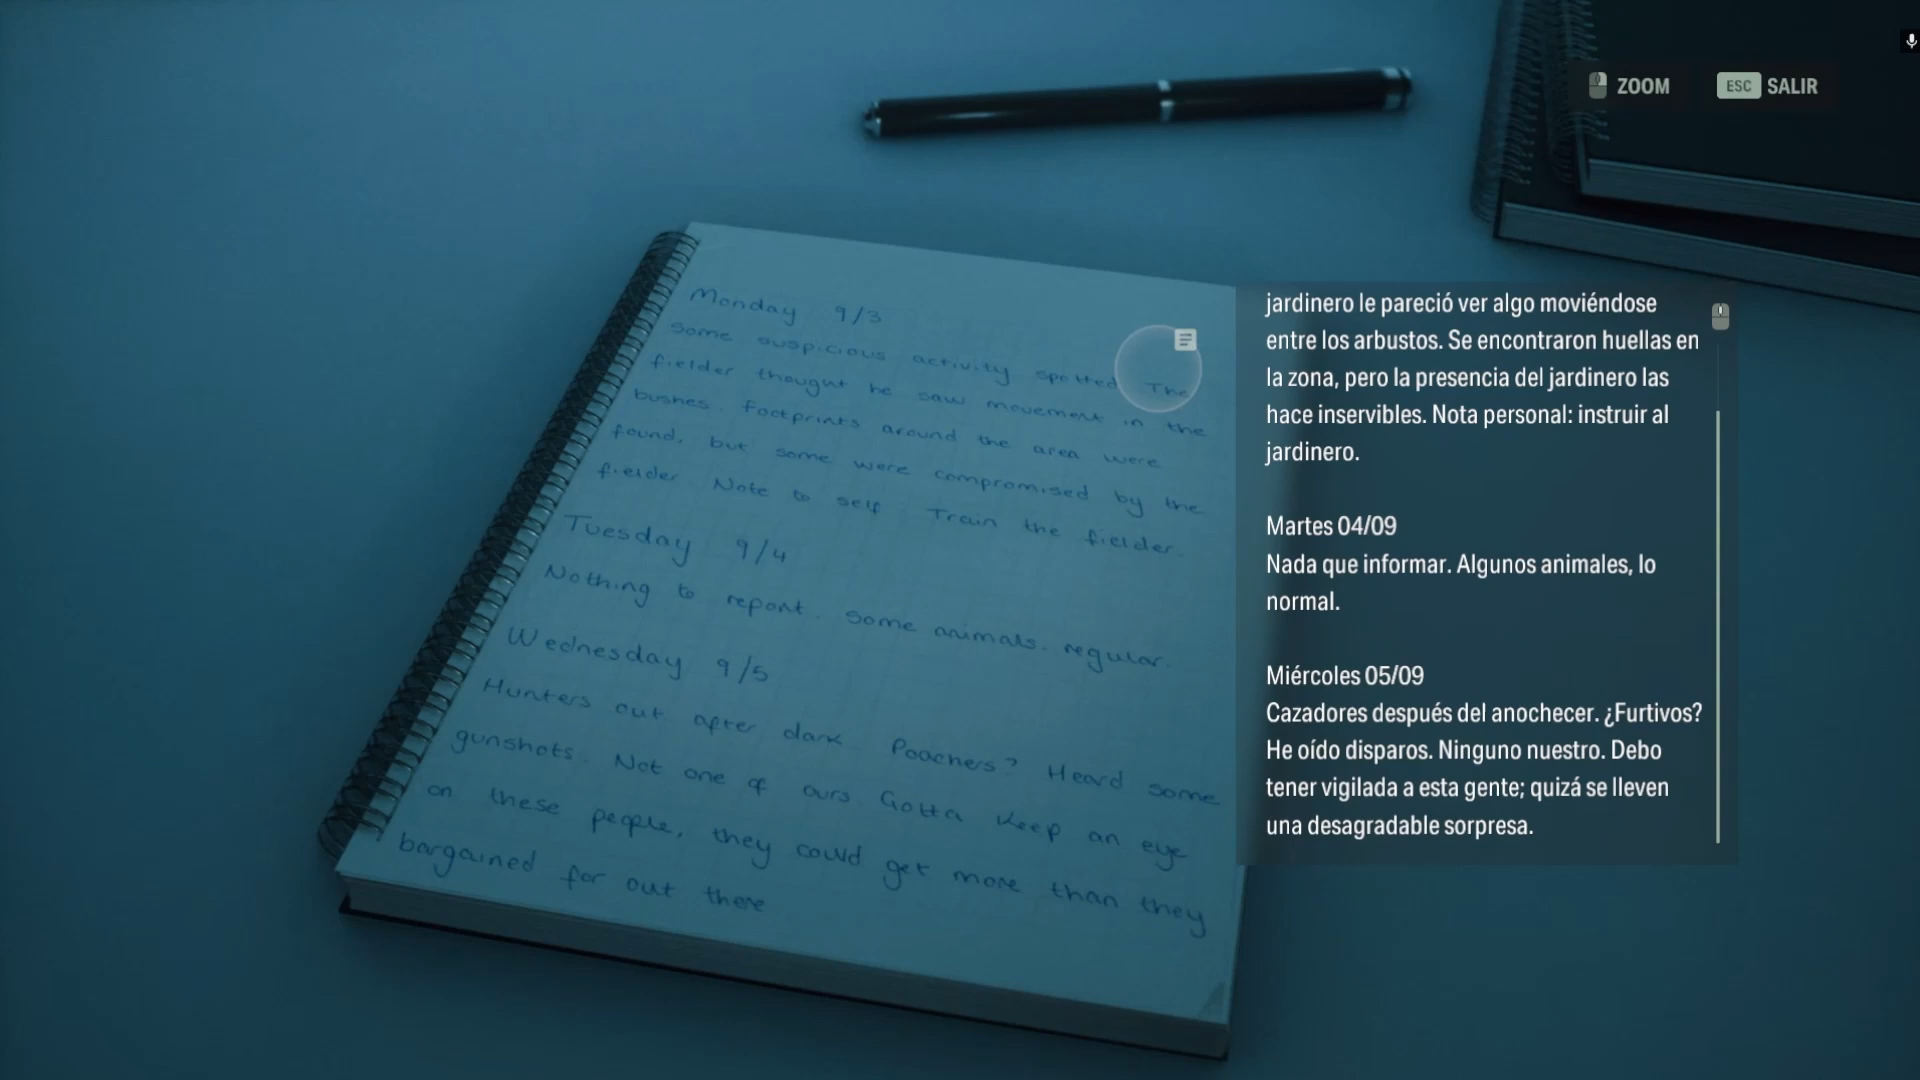 ZOOM
ESC SALIR
Monday 9/3
Some suspicious activity spotted. The
fielder thought he saw movement in the
bushes. Footprints around the area were
found, but some were compromised by the
fielder. Note to self: Train the fielder.
Tuesday 9/4
Nothing to report. Some animals. regular.
Wednesday 9/5
Hunters out after dark. Poachers? Heard some
gunshots. Not one of ours. Gotta keep an eye
on these people, they could get more than they
bargained for out there
jardinero le pareció ver algo moviéndose
entre los arbustos. Se encontraron huellas en
la zona, pero la presencia del jardinero las
hace inservibles. Nota personal: instruir al
jardinero.
Martes 04/09
Nada que informar. Algunos animales, lo
normal.
Miércoles 05/09
Cazadores después del anochecer. ¿Furtivos?
He oído disparos. Ninguno nuestro. Debo
tener vigilada a esta gente; quizá se lleven
una desagradable sorpresa.